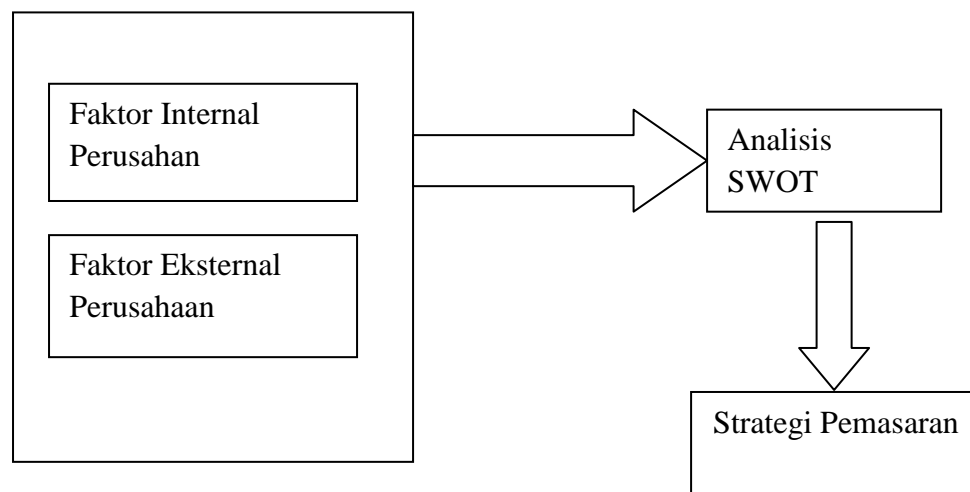 Faktor Internal
Perusahan
Analisis
SWOT
Faktor Eksternal
Perusahaan
Strategi Pemasaran